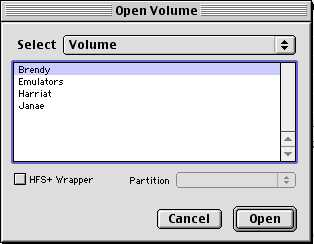 Open Volume
Select Volume
Brendy
Emulators
Harriat
Janae
HFS+ Wrapper Partition
Cancel Open